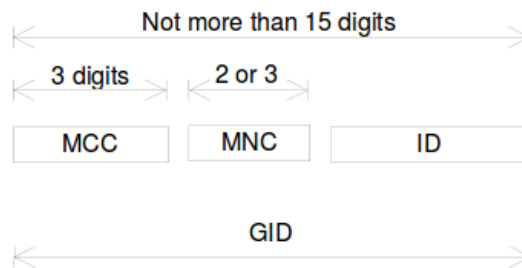 Not more than 15 digits
3 digits
2 or 3
MCC
MNC
ID
GID